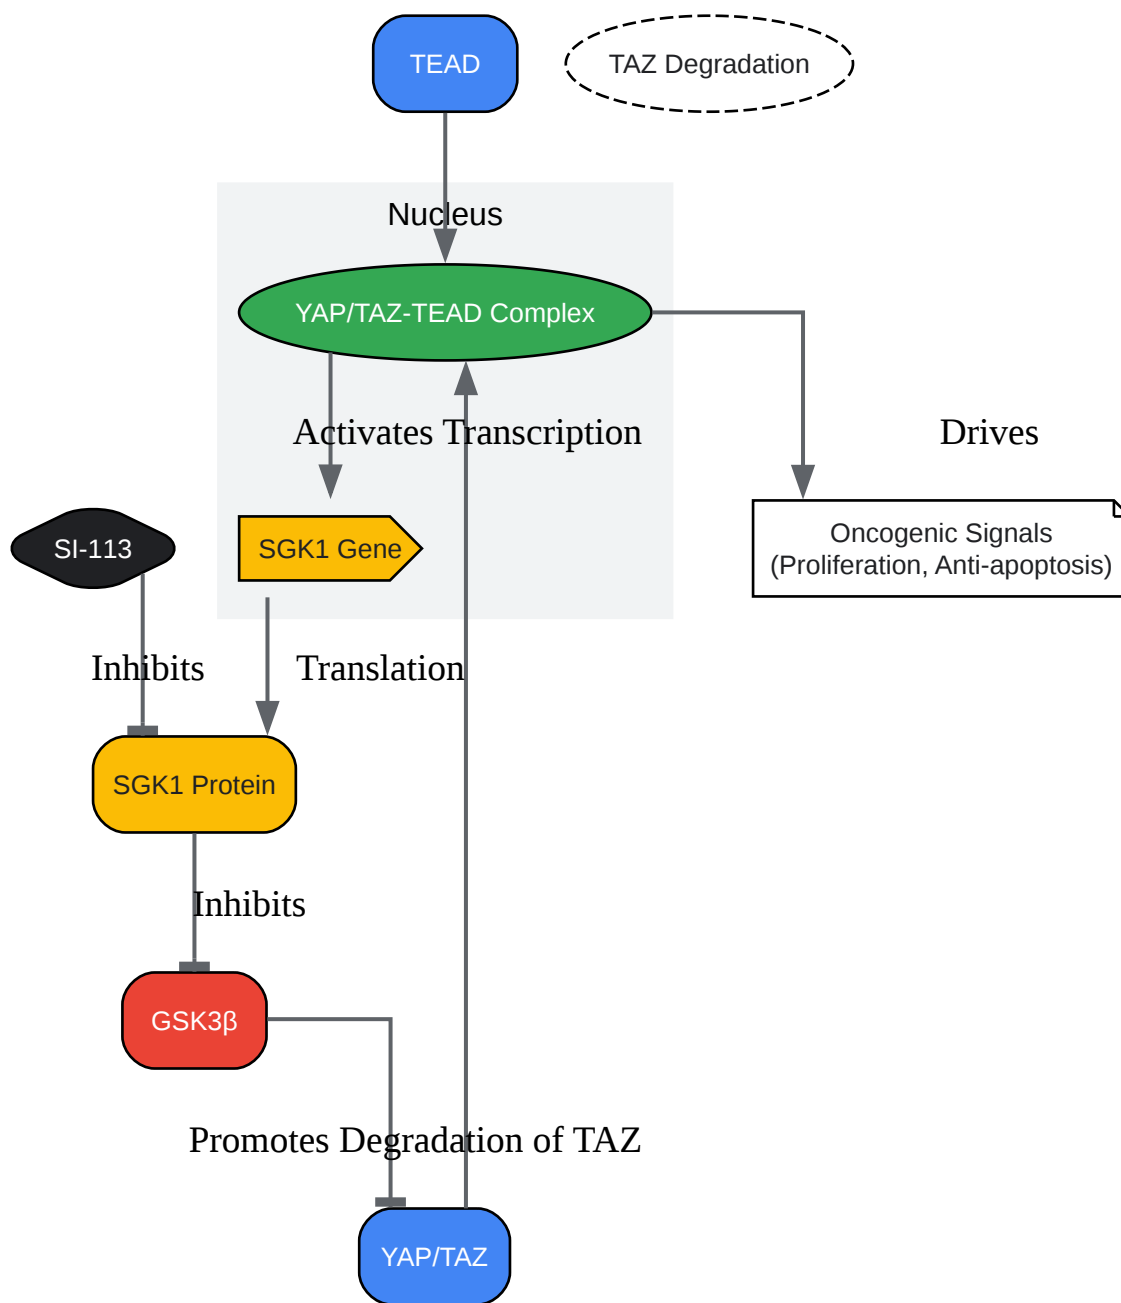 TEAD
TAZ Degradation
Nucleus
YAP/TAZ-TEAD Complex
Activates Transcription
Drives
Oncogenic Signals
(Proliferation, Anti-apoptosis)
SI-113
SGK1 Gene
Inhibits
Translation
SGK1 Protein
Inhibits
GSK3β
Promotes Degradation of TAZ
YAP/TAZ